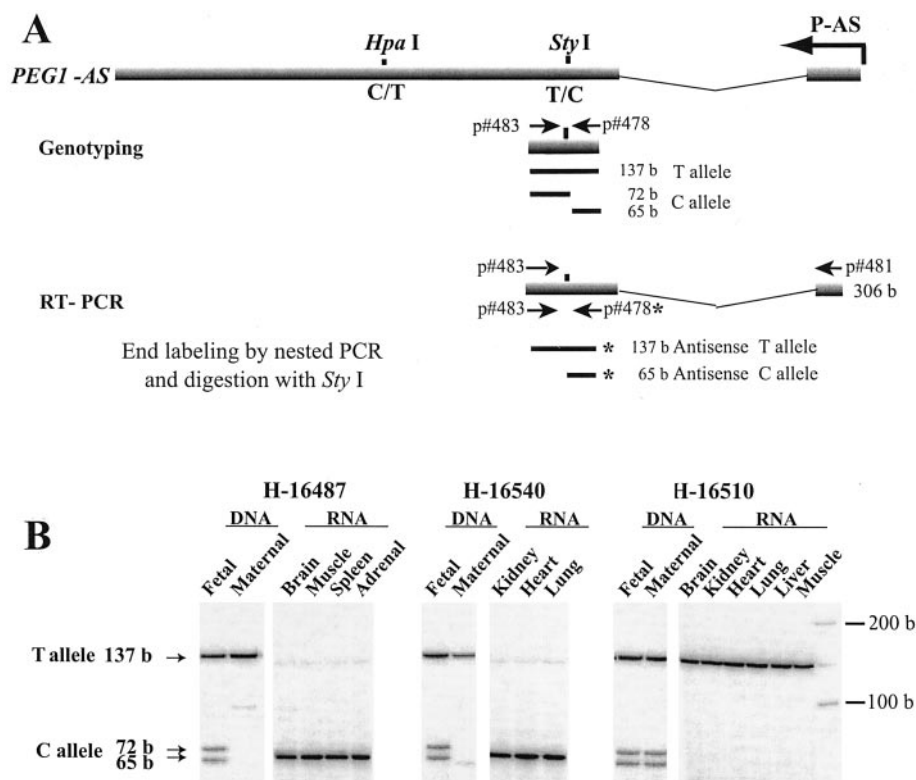 A
P-AS
Hpa I
Sty I
PEG1 -AS
C/T
T/C
p#483
p#478
Genotyping
137 b
T allele
72 b
C allele
65 b
p#483
p#481
RT- PCR
306 b
p#483
p#478*
End labeling by nested PCR
and digestion with Sty I
* 137 b Antisense T allele
* 65 b Antisense C allele
B
H-16487
H-16540
H-16510
DNA
RNA
DNA
RNA
DNA
RNA
Fetal
Maternal
Brain
Muscle
Spleen
Adrenal
Fetal
Maternal
Kidney
Heart
Lung
Fetal
Maternal
Brain
Kidney
Heart
Lung
Liver
Muscle
200 b
T allele 137 b
100 b
C allele
72 b
65 b